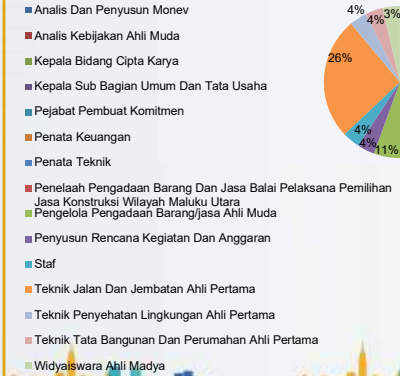 Analis Dan Penyusun Monev
Analis Kebijakan Ahli Muda
Kepala Bidang Cipta Karya
Kepala Sub Bagian Umum Dan Tata Usaha
Pejabat Pembuat Komitmen
Penata Keuangan
Penata Teknik
Penelaah Pengadaan Barang Dan Jasa Balai Pelaksana Pemilihan
Jasa Konstruksi Wilayah Maluku Utara
Pengelola Pengadaan Barang/jasa Ahli Muda
Penyusun Rencana Kegiatan Dan Anggaran
Staf
Teknik Jalan Dan Jembatan Ahli Pertama
Teknik Penyehatan Lingkungan Ahli Pertama
Teknik Tata Bangunan Dan Perumahan Ahli Pertama
Widyaiswara Ahli Madya
4%
4%
3%
26%
4%
4%
11%